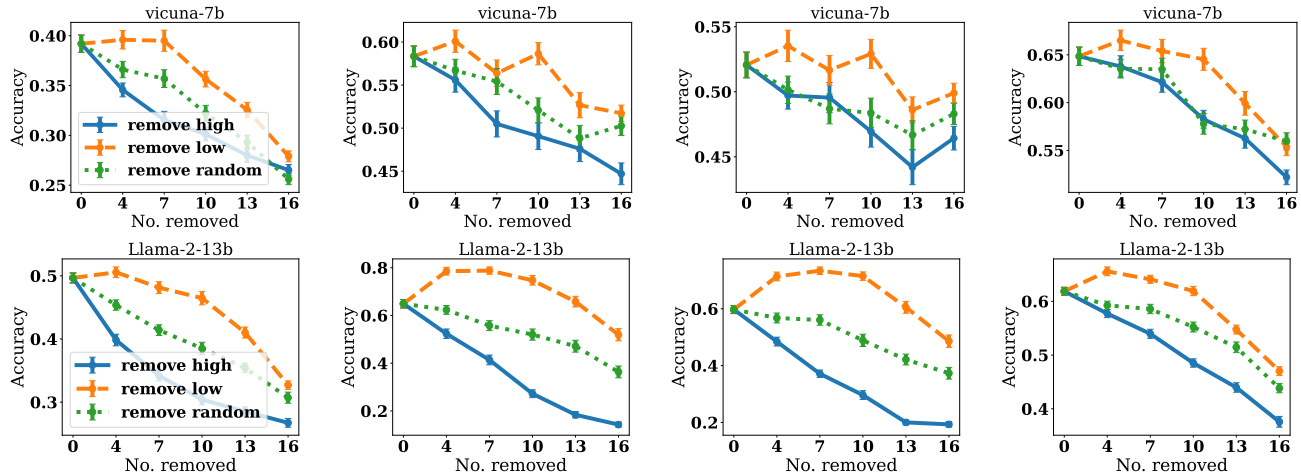 vicuna-7b
0.40
0.35
0.30
0.25
Accuracy
remove high
remove low
remove random
0 4 7 10 13 16
No. removed
vicuna-7b
0.60
0.55
0.50
0.45
Accuracy
0 4 7 10 13 16
No. removed
vicuna-7b
0.55
0.50
0.45
Accuracy
0 4 7 10 13 16
No. removed
vicuna-7b
0.65
0.60
0.55
Accuracy
0 4 7 10 13 16
No. removed
Llama-2-13b
0.5
0.4
0.3
Accuracy
remove high
remove low
remove random
0 4 7 10 13 16
No. removed
Llama-2-13b
0.8
0.6
0.4
0.2
Accuracy
0 4 7 10 13 16
No. removed
Llama-2-13b
0.6
0.4
0.2
Accuracy
0 4 7 10 13 16
No. removed
Llama-2-13b
0.6
0.5
0.4
Accuracy
0 4 7 10 13 16
No. removed